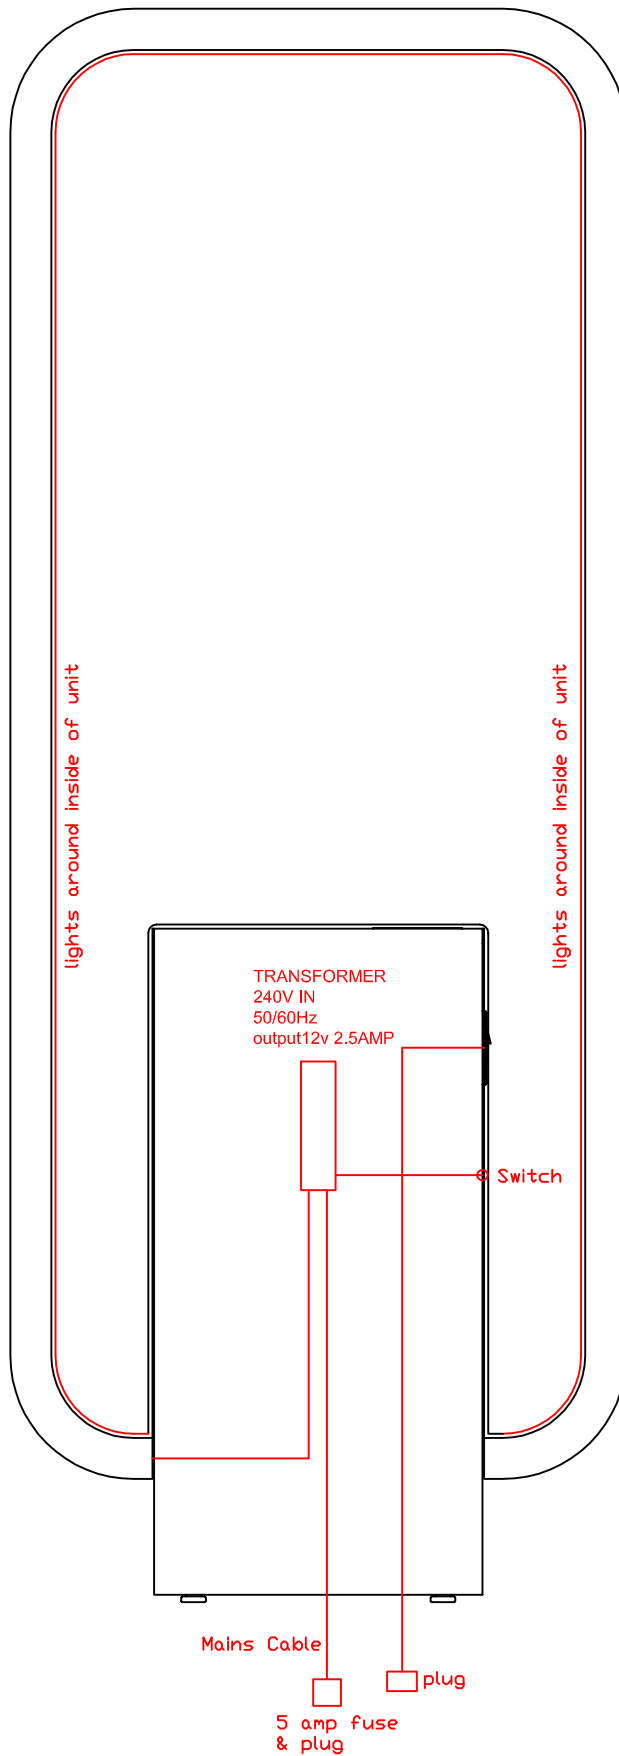 lights around inside of unit
lights around inside of unit
TRANSFORMER
240V IN
50/60Hz
output12v 2.5AMP
Switch
Mains Cable
plug
5 amp fuse
& plug